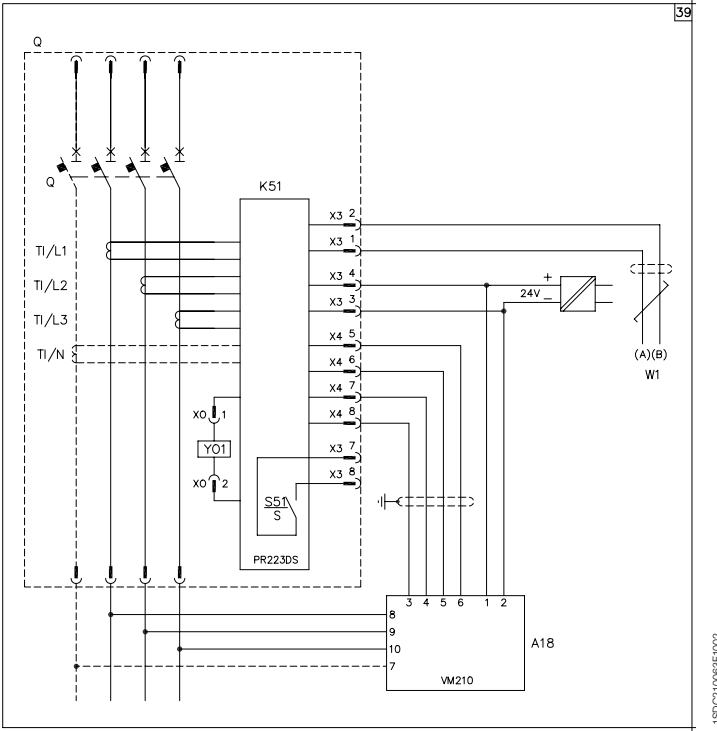 39
Q
Q
K51
X3 2
X3 1
TI/L1
X3 4
+
TI/L2
24V –
X3 3
TI/L3
X4 5
TI/N
(A)(B)
X4 6
W1
X4 7
X0 1
X4 8
Y01
X3 7
X0 2
X3 8
S51
S
PR223DS
3 4 5 6 1 2
8
9
A18
10
7
VM210